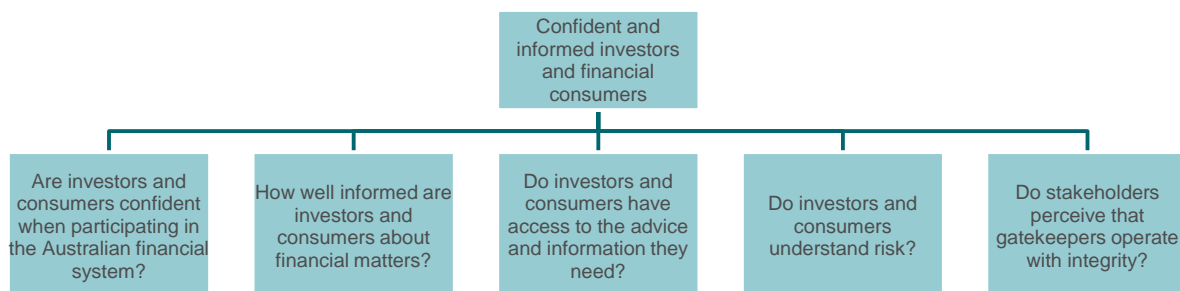 Confident and
informed investors
and financial
consumers
Are investors and
consumers confident
when participating in
the Australian financial
system?
How well informed are
investors and
consumers about
financial matters?
Do investors and
consumers have
access to the advice
and information they
need?
Do investors and
consumers
understand risk?
Do stakeholders
perceive that
gatekeepers operate
with integrity?